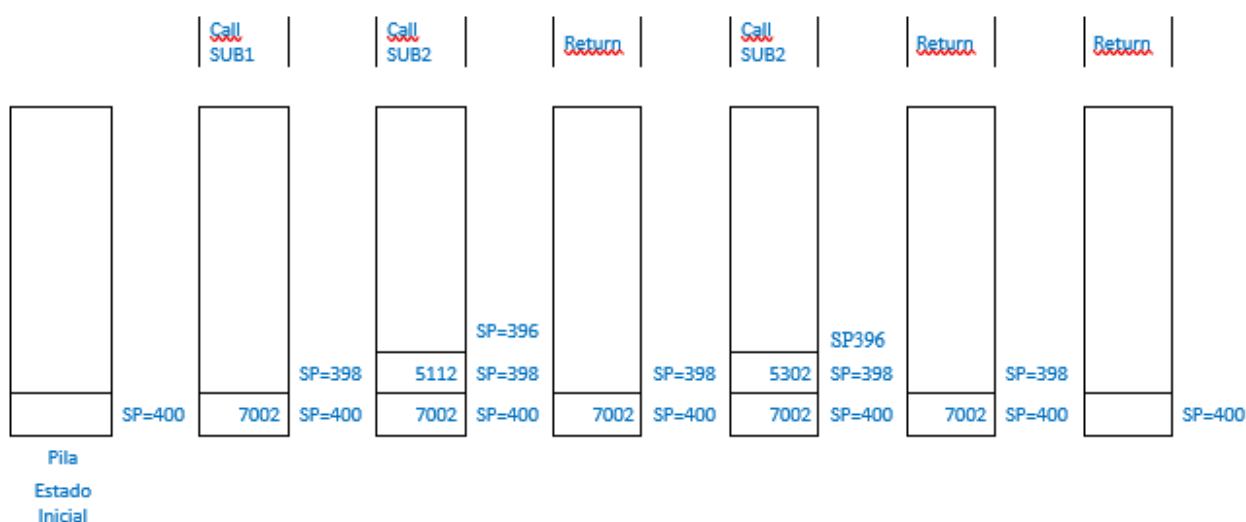 Call
SUB1
Call
SUB2
Return
Call
SUB2
Return
Return
SP=396
SP396
SP=398
5112
SP=398
SP=398
5302
SP=398
SP=398
SP=400
7002
SP=400
7002
SP=400
7002
SP=400
7002
SP=400
7002
SP=400
SP=400
Pila
Estado
Inicial